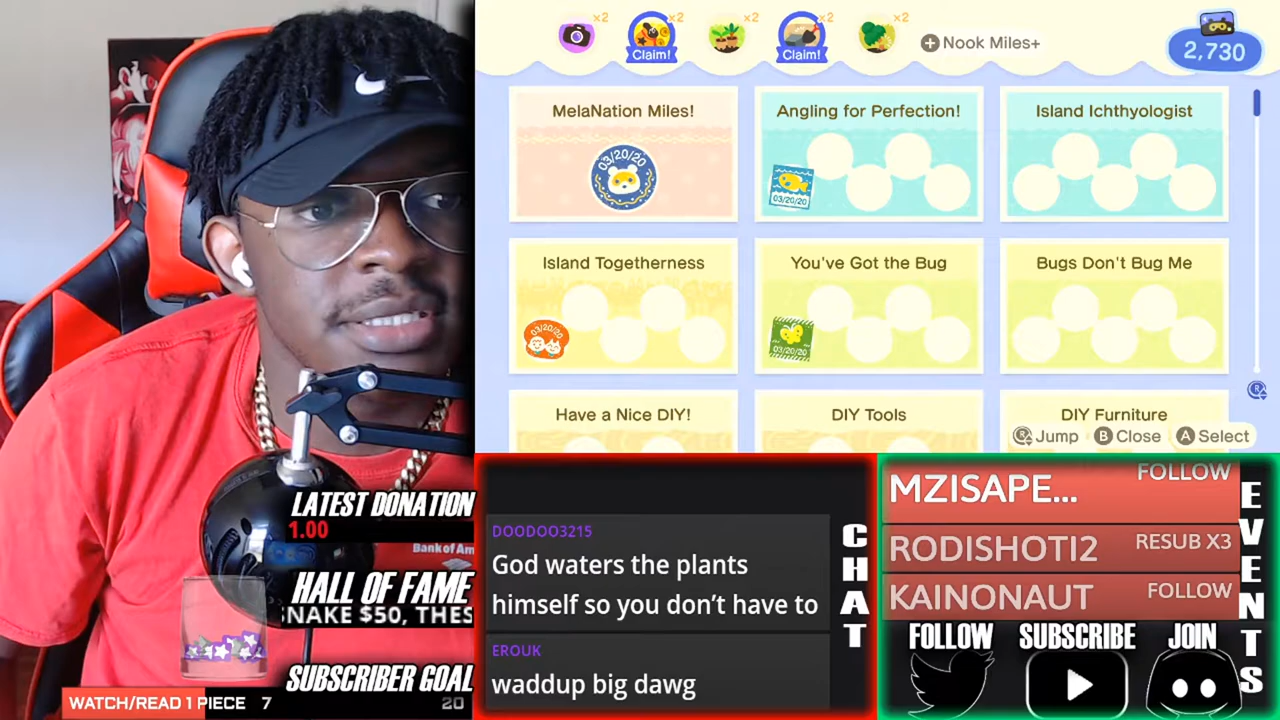 ×2 ×2 ×2 ×2 ×2
Claim! Claim!
Nook Miles+
2,730
MelaNation Miles!
03/20/20
Angling for Perfection!
03/20/20
Island Ichthyologist
Island Togetherness
03/20/20
You've Got the Bug
03/20/20
Bugs Don't Bug Me
Have a Nice DIY!
DIY Tools
DIY Furniture
R Jump B Close A Select
LATEST DONATION
1.00
Bank of Am
HALL OF FAME
SNAKE $50, THES
SUBSCRIBER GOAL
WATCH/READ 1 PIECE 7 20
DOODOO3215
God waters the plants
himself so you don't have to
EROUK
waddup big dawg
CHAT
MZISAPE... FOLLOW
RODISHOTI2 RESUB X3
KAINONAUT FOLLOW
FOLLOW SUBSCRIBE JOIN
EVENTS